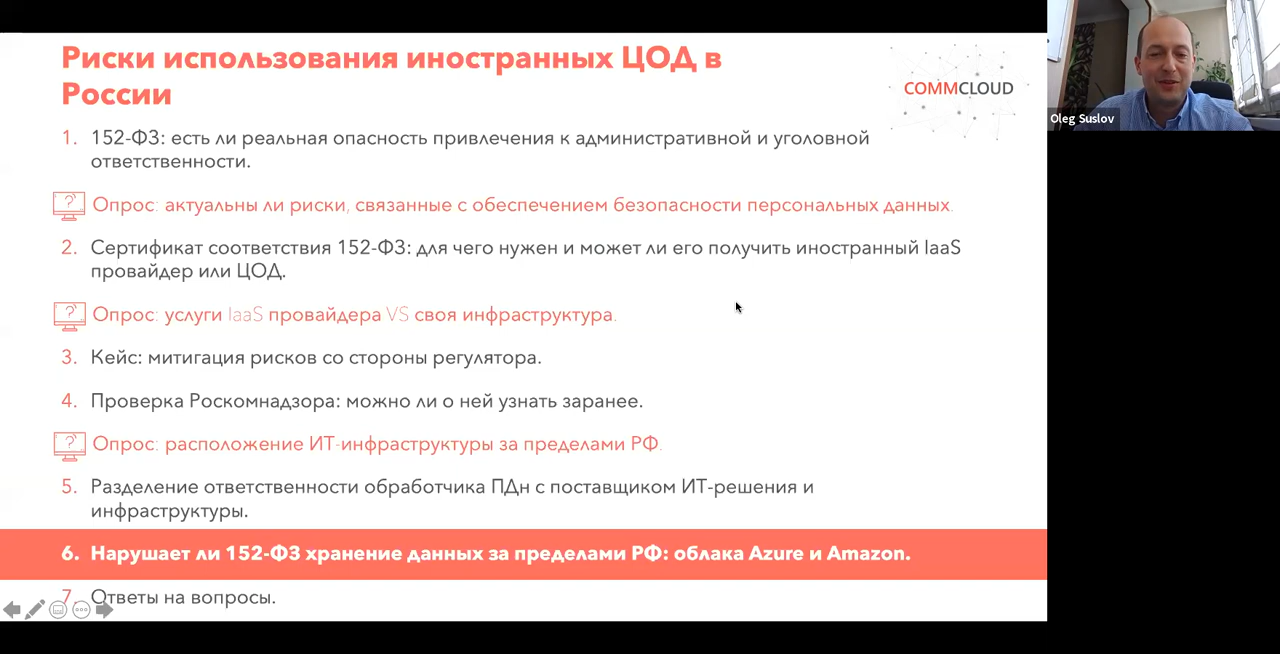 Риски использования иностранных ЦОД в
России
COMMCLOUD
Oleg Suslov
1. 152-ФЗ: есть ли реальная опасность привлечения к административной и уголовной
ответственности.
? Опрос: актуальны ли риски, связанные с обеспечением безопасности персональных данных.
2. Сертификат соответствия 152-ФЗ: для чего нужен и может ли его получить иностранный IaaS
провайдер или ЦОД.
? Опрос: услуги IaaS провайдера VS своя инфраструктура.
3. Кейс: митигация рисков со стороны регулятора.
4. Проверка Роскомнадзора: можно ли о ней узнать заранее.
? Опрос: расположение ИТ-инфраструктуры за пределами РФ.
5. Разделение ответственности обработчика ПДн с поставщиком ИТ-решения и
инфраструктуры.
6. Нарушает ли 152-ФЗ хранение данных за пределами РФ: облака Azure и Amazon.
7. Ответы на вопросы.